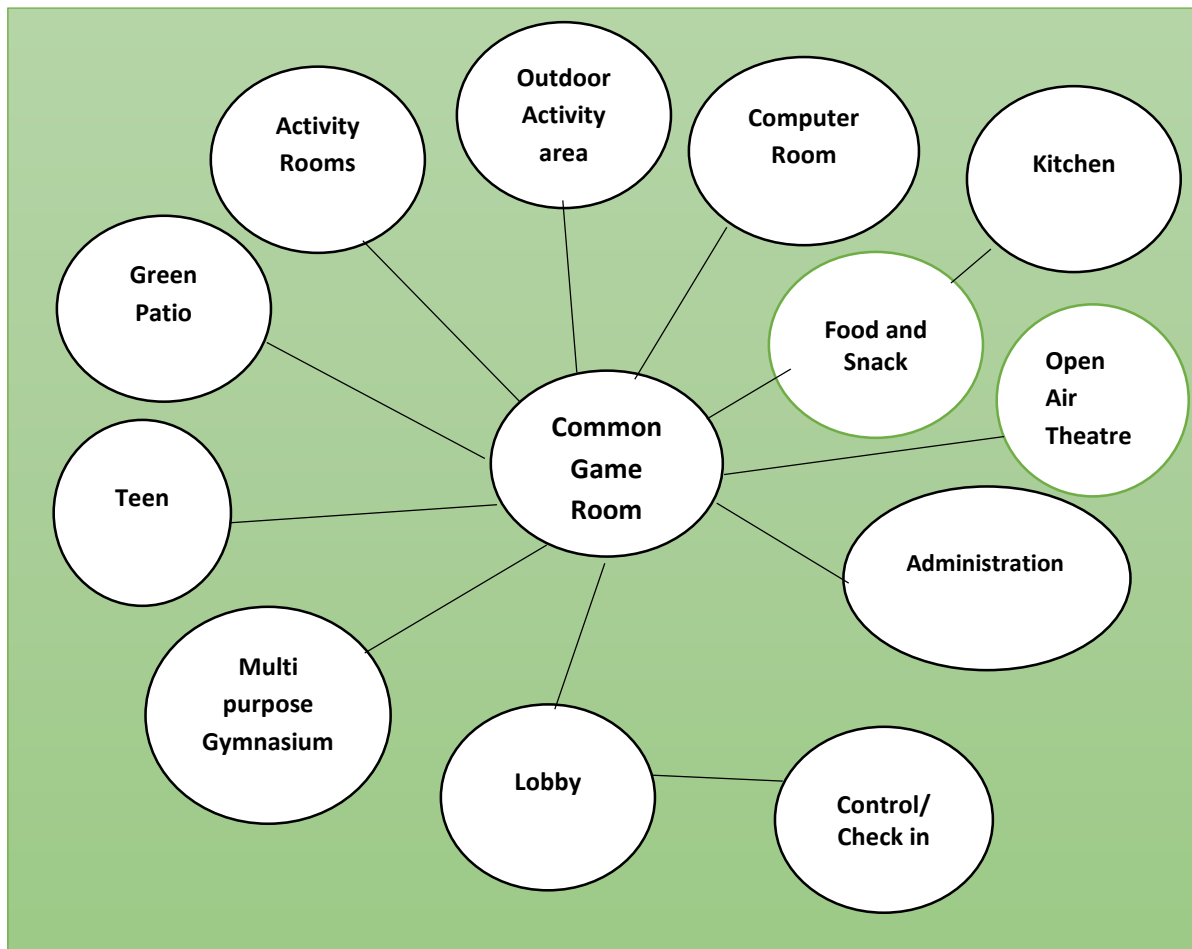 Outdoor
Activity
area
Activity
Rooms
Computer
Room
Kitchen
Green
Patio
Food and
Snack
Open
Air
Theatre
Common
Game
Room
Teen
Administration
Multi
purpose
Gymnasium
Lobby
Control/
Check in